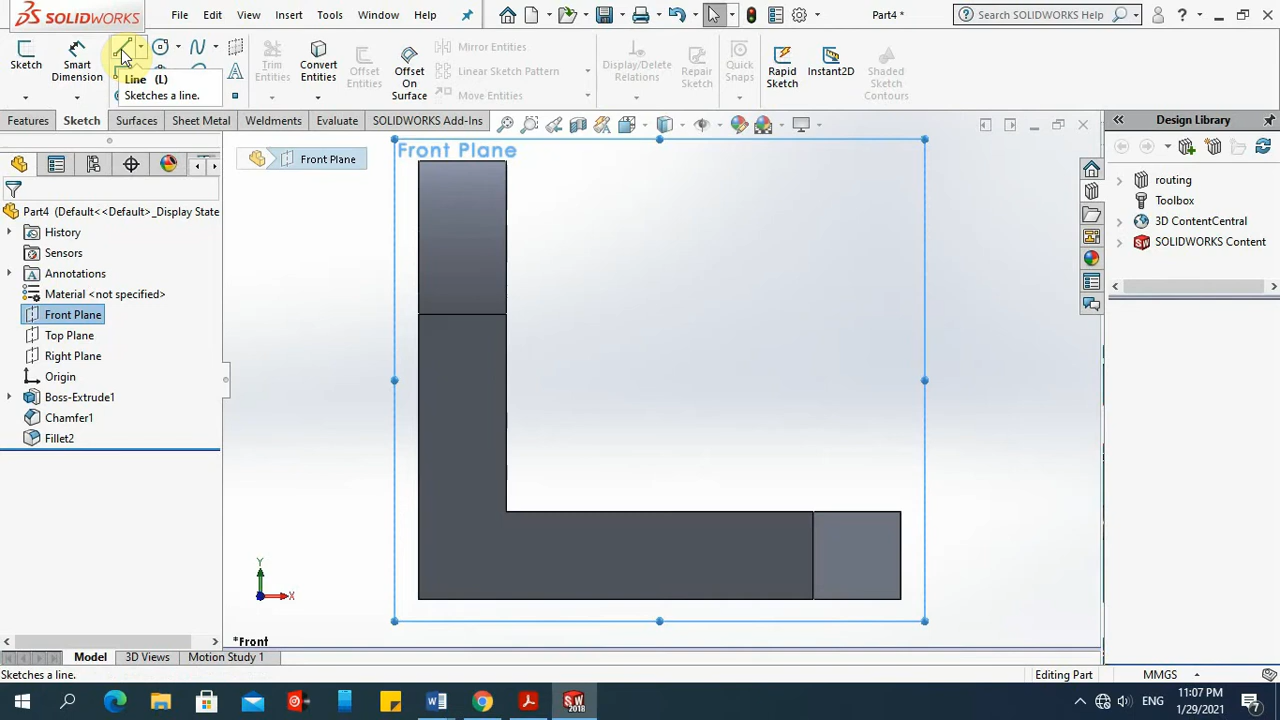 SOLIDWORKS
File Edit View Insert Tools Window Help
Part4 *
Search SOLIDWORKS Help
Sketch
Smart Dimension
Line (L)
Sketches a line.
Trim Entities
Convert Entities
Offset Entities
Offset On Surface
Mirror Entities
Linear Sketch Pattern
Move Entities
Display/Delete Relations
Repair Sketch
Quick Snaps
Rapid Sketch
Instant2D
Shaded Sketch Contours
Features Sketch Surfaces Sheet Metal Weldments Evaluate SOLIDWORKS Add-Ins
Design Library
Front Plane
Front Plane
Part4 (Default<<Default>_Display State
History
Sensors
Annotations
Material <not specified>
Front Plane
Top Plane
Right Plane
Origin
Boss-Extrude1
Chamfer1
Fillet2
routing
Toolbox
3D ContentCentral
SOLIDWORKS Content
Y
X
*Front
Model 3D Views Motion Study 1
Sketches a line.
Editing Part MMGS
SW
2018
ENG
11:07 PM
1/29/2021
7